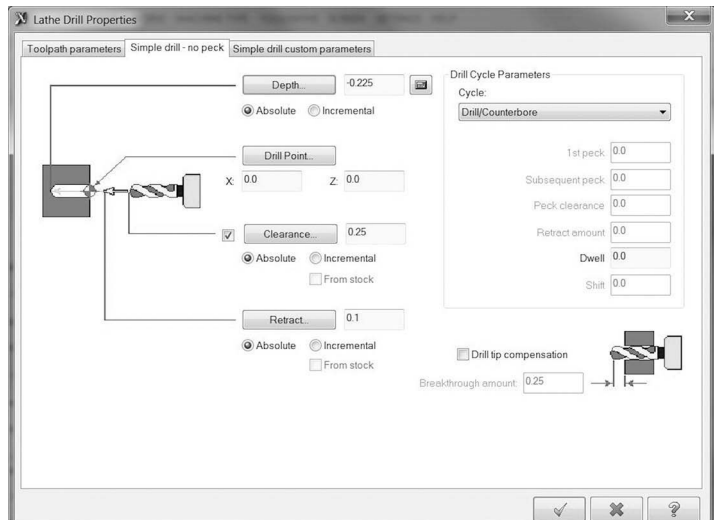 Lathe Drill Properties
X
Toolpath parameters
Simple drill - no peck
Simple drill custom parameters
Depth...
-0.225
Absolute
Incremental
Drill Point...
X:
0.0
Z:
0.0
Clearance...
0.25
Absolute
Incremental
From stock
Retract...
0.1
Absolute
Incremental
From stock
Drill Cycle Parameters
Cycle:
Drill/Counterbore
1st peck
0.0
Subsequent peck
0.0
Peck clearance
0.0
Retract amount
0.0
Dwell
0.0
Shift
0.0
Drill tip compensation
Breakthrough amount:
0.25
?